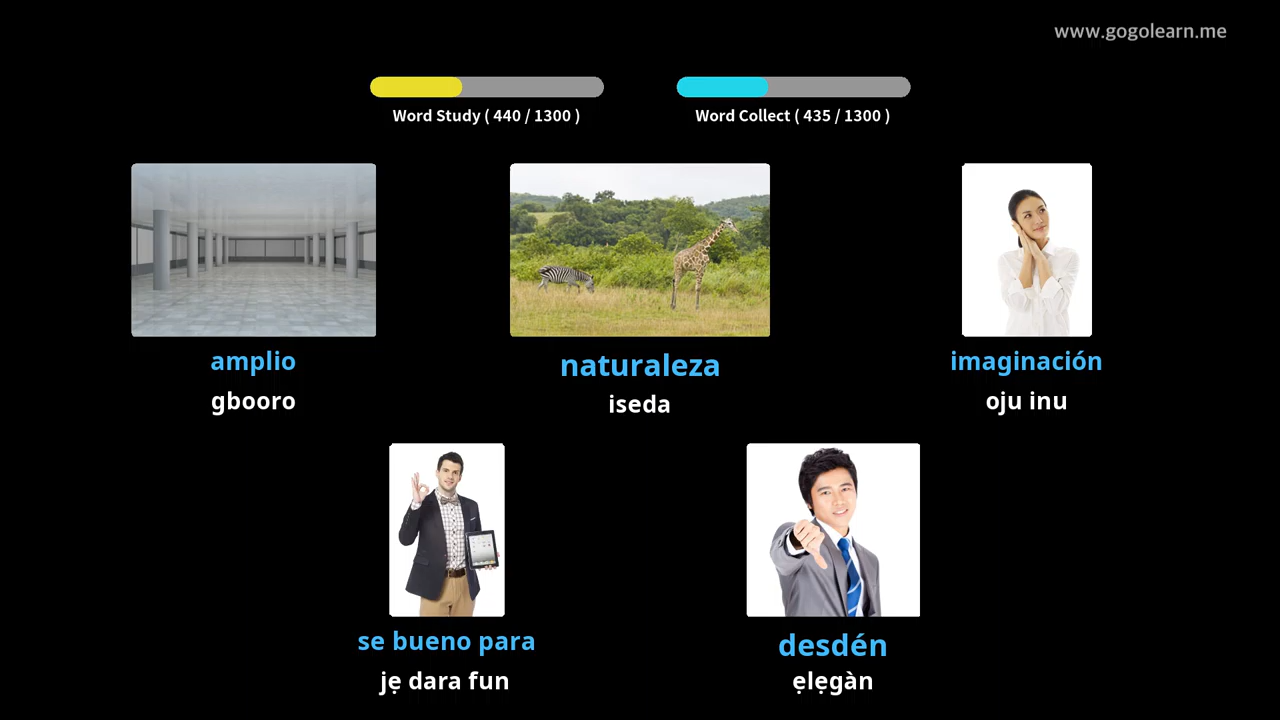 www.gogolearn.me
Word Study ( 440 / 1300 )
Word Collect ( 435 / 1300 )
amplio
gbooro
naturaleza
iseda
imaginación
oju inu
se bueno para
jẹ dara fun
desdén
ẹlẹgàn